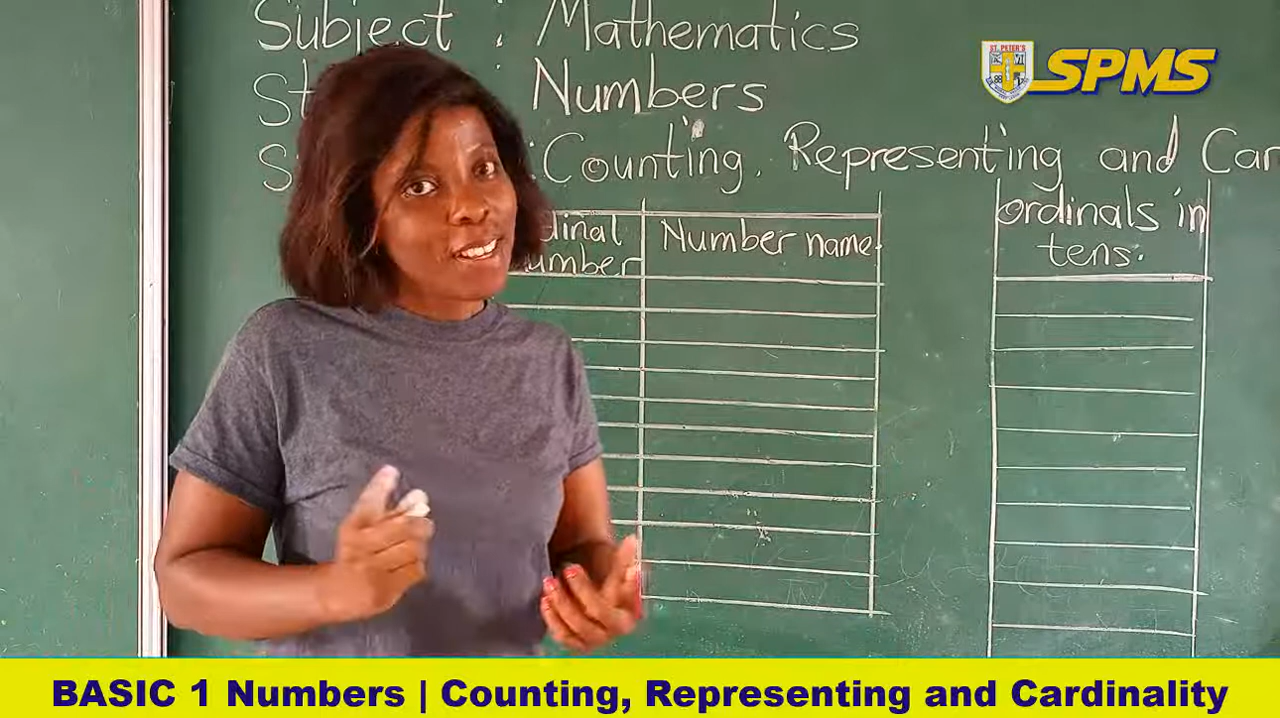 Subject : Mathematics
Numbers
: Counting, Representing and
Number name
ordinals in
tens.
ST. PETER'S
SPMS
BASIC 1 Numbers | Counting, Representing and Cardinality